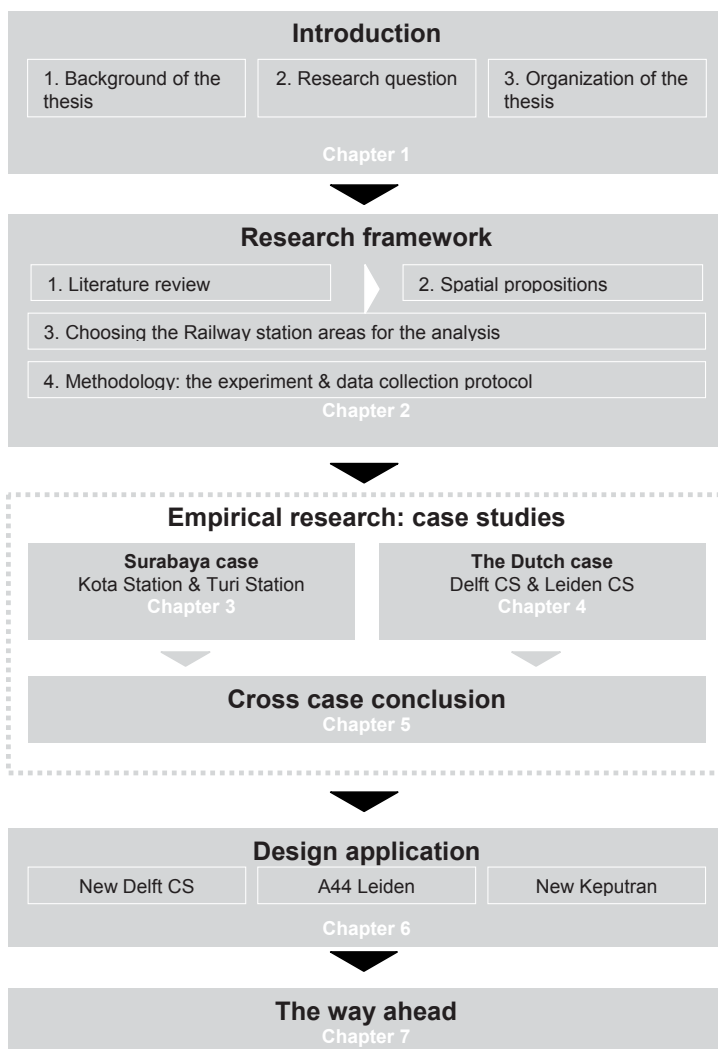 Introduction
1. Background of the
thesis
2. Research question
3. Organization of the
thesis
Chapter 1
Research framework
1. Literature review
2. Spatial propositions
3. Choosing the Railway station areas for the analysis
4. Methodology: the experiment & data collection protocol
Chapter 2
Empirical research: case studies
Surabaya case
Kota Station & Turi Station
Chapter 3
The Dutch case
Delft CS & Leiden CS
Chapter 4
Cross case conclusion
Chapter 5
Design application
New Delft CS
A44 Leiden
New Keputran
Chapter 6
The way ahead
Chapter 7